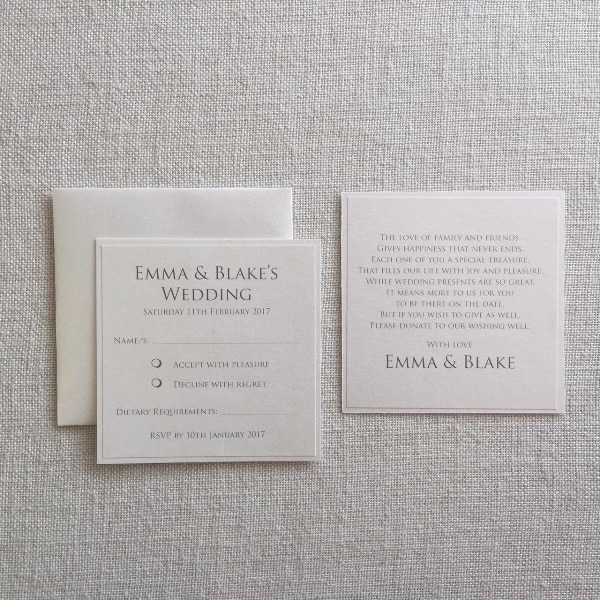 Emma & Blake's
Wedding
Saturday 11th February 2017
Name/s:
Accept with pleasure
Decline with regret
Dietary Requirements:
RSVP by 10th January 2017
The love of family and friends.
Gives happiness that never ends.
Each one of you a special treasure.
That fills our life with joy and pleasure.
While wedding presents are so great.
It means more to us for you
to be there on the date.
But if you wish to give as well.
Please donate to our wishing well.
With love
Emma & Blake